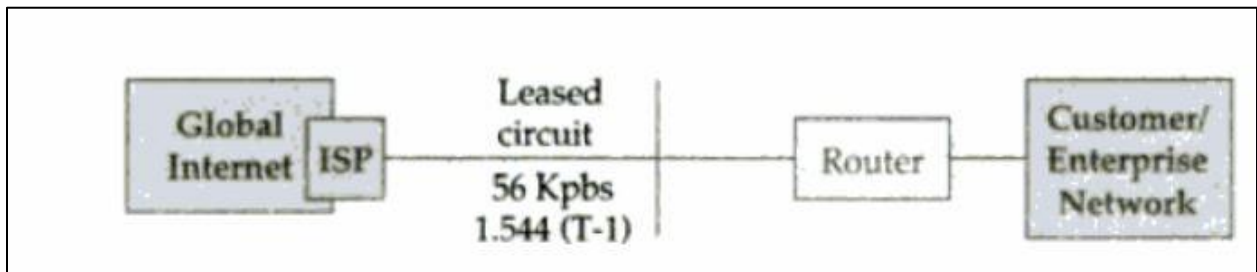 Global
Internet
ISP
Leased
circuit
56 Kpbs
1.544 (T-1)
Router
Customer/
Enterprise
Network